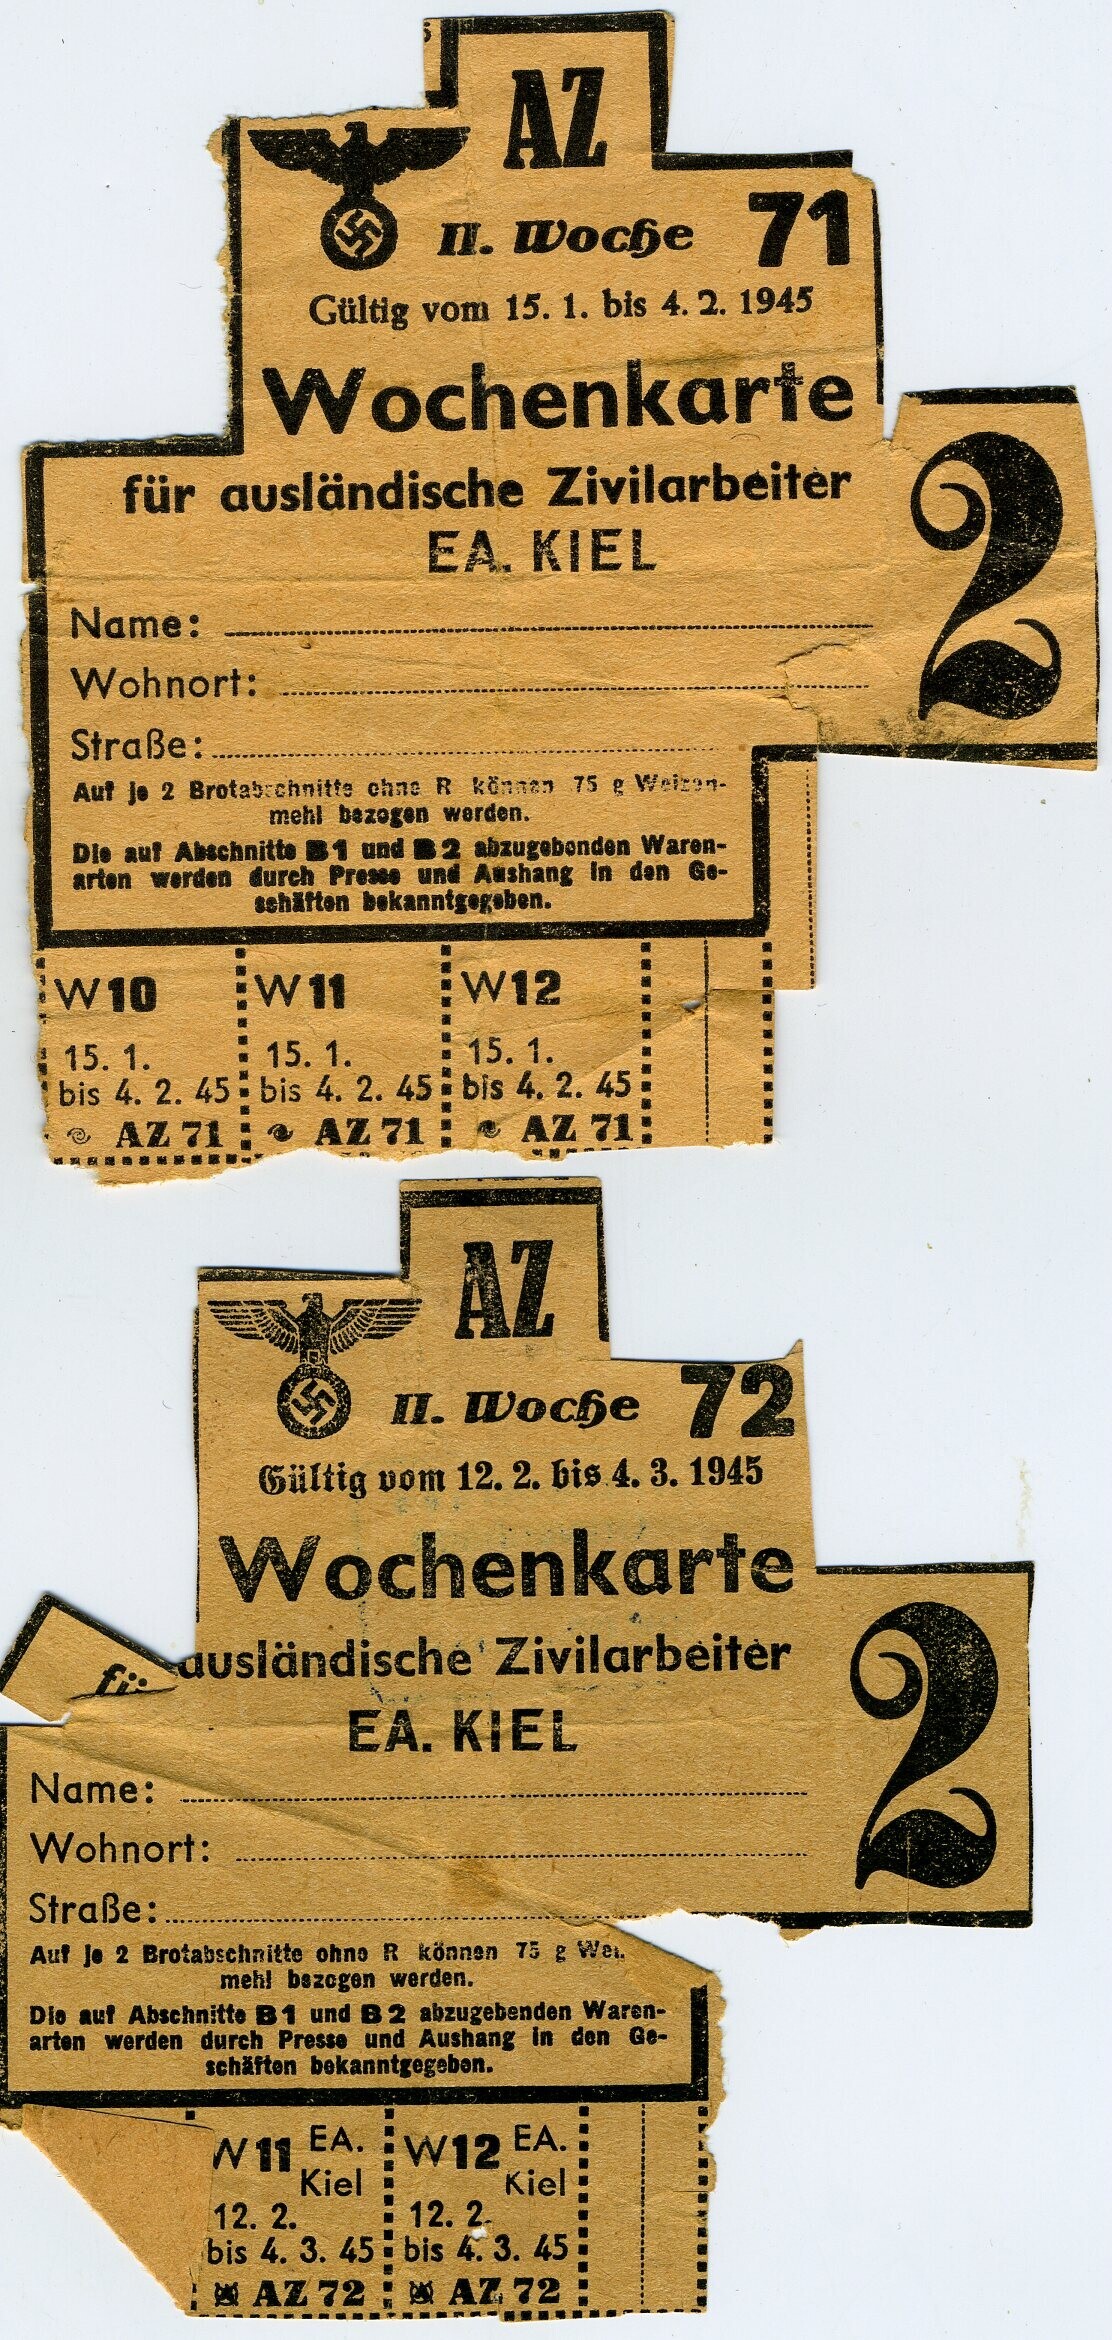 AZ
II. Woche 71
Gültig vom 15. 1. bis 4. 2. 1945
Wochenkarte
für ausländische Zivilarbeiter
2
EA. KIEL
Name:
Wohnort:
Straße:
Auf je 2 Brotabschnitte ohne R können 75 g Weizen-
mehl bezogen werden.
Die auf Abschnitte B1 und B2 abzugebenden Waren-
arten werden durch Presse und Aushang in den Ge-
schäften bekanntgegeben.
W10 W11 W12
15. 1. 15. 1. 15. 1.
bis 4. 2. 45 bis 4. 2. 45 bis 4. 2. 45
AZ 71 AZ 71 AZ 71
AZ
II. Woche 72
Gültig vom 12. 2. bis 4. 3. 1945
Wochenkarte
für ausländische Zivilarbeiter
2
EA. KIEL
Name:
Wohnort:
Straße:
Auf je 2 Brotabschnitte ohne R können 75 g Wei
mehl bezogen werden.
Die auf Abschnitte B1 und B2 abzugebenden Waren-
arten werden durch Presse und Aushang in den Ge-
schäften bekanntgegeben.
W11 EA. W12 EA.
Kiel Kiel
12. 2. 12. 2.
bis 4. 3. 45 bis 4. 3. 45
AZ 72 AZ 72